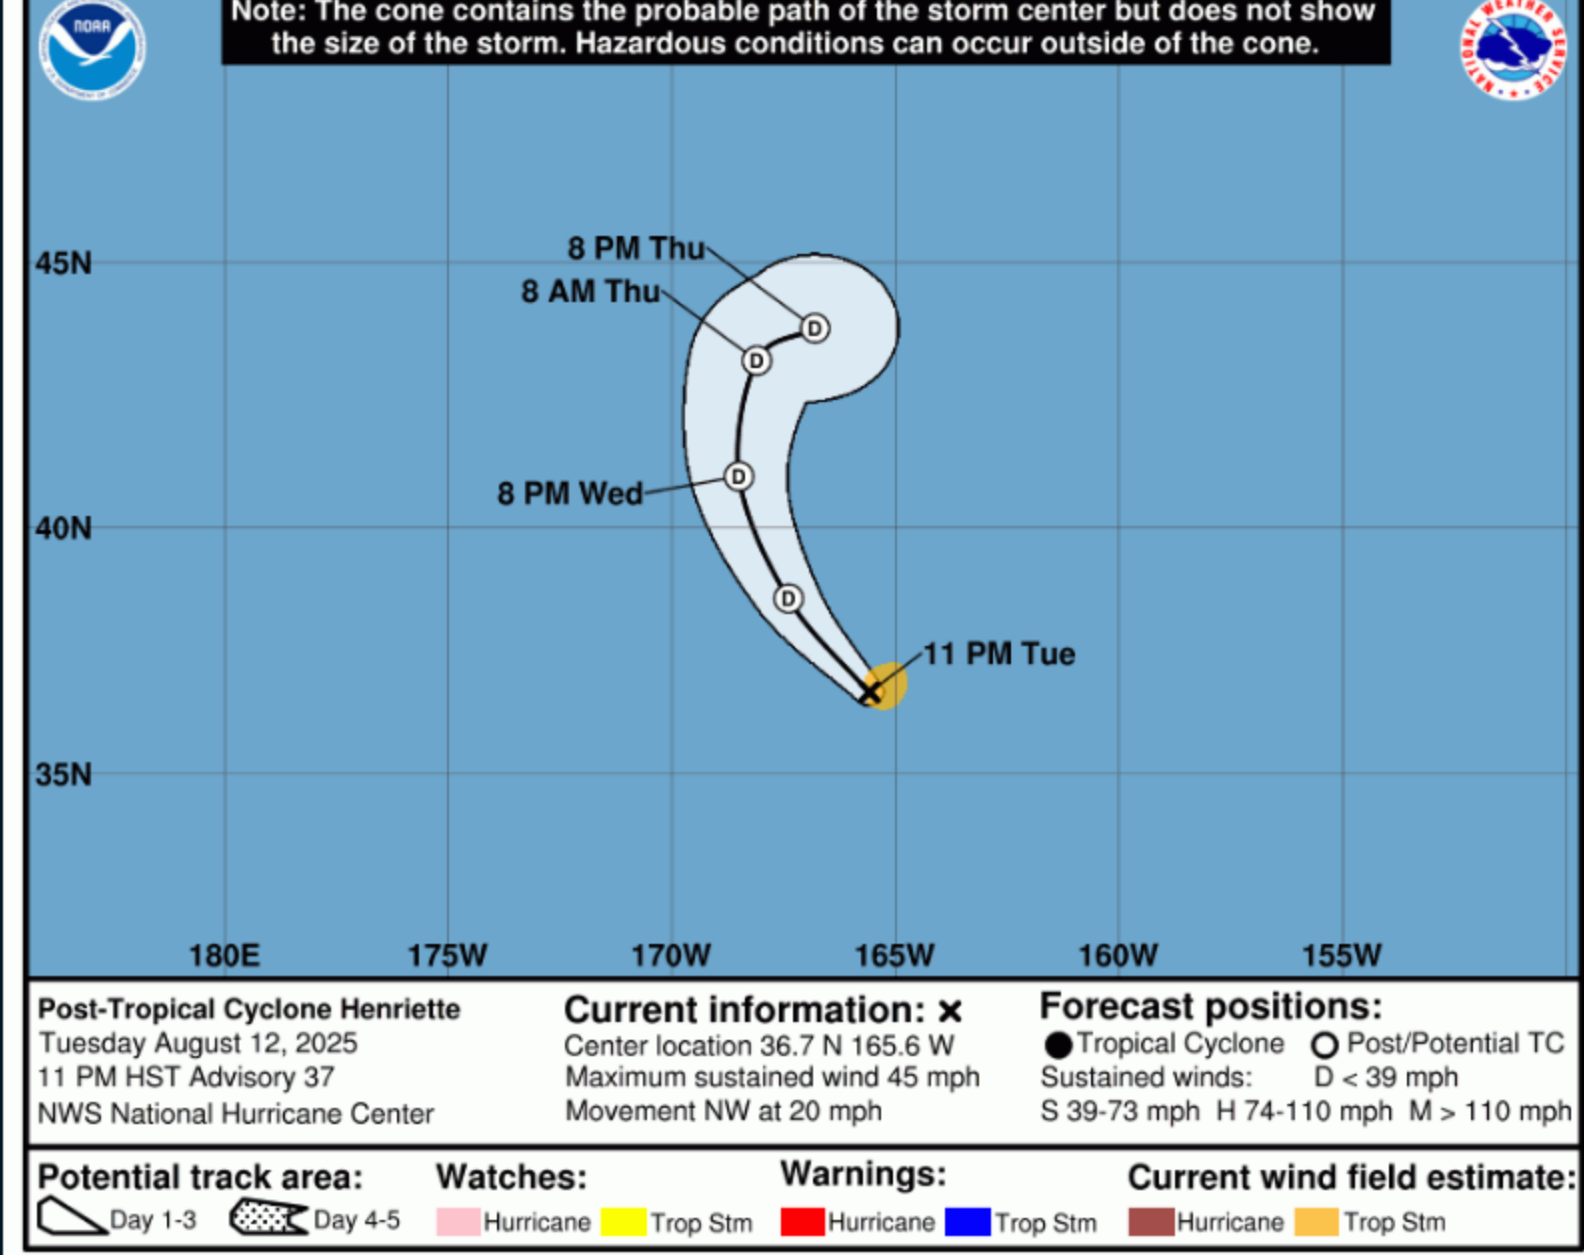 Note: The cone contains the probable path of the storm center but does not show
the size of the storm. Hazardous conditions can occur outside of the cone.
NOAA
NATIONAL WEATHER SERVICE
8 PM Thu
45N
8 AM Thu
D
D
D
8 PM Wed
40N
D
11 PM Tue
35N
180E 175W 170W 165W 160W 155W
Post-Tropical Cyclone Henriette
Tuesday August 12, 2025
11 PM HST Advisory 37
NWS National Hurricane Center
Current information: ×
Center location 36.7 N 165.6 W
Maximum sustained wind 45 mph
Movement NW at 20 mph
Forecast positions:
Tropical Cyclone Post/Potential TC
Sustained winds: D < 39 mph
S 39-73 mph H 74-110 mph M > 110 mph
Potential track area:
Day 1-3 Day 4-5
Watches:
Hurricane Trop Stm
Warnings:
Hurricane Trop Stm
Current wind field estimate:
Hurricane Trop Stm